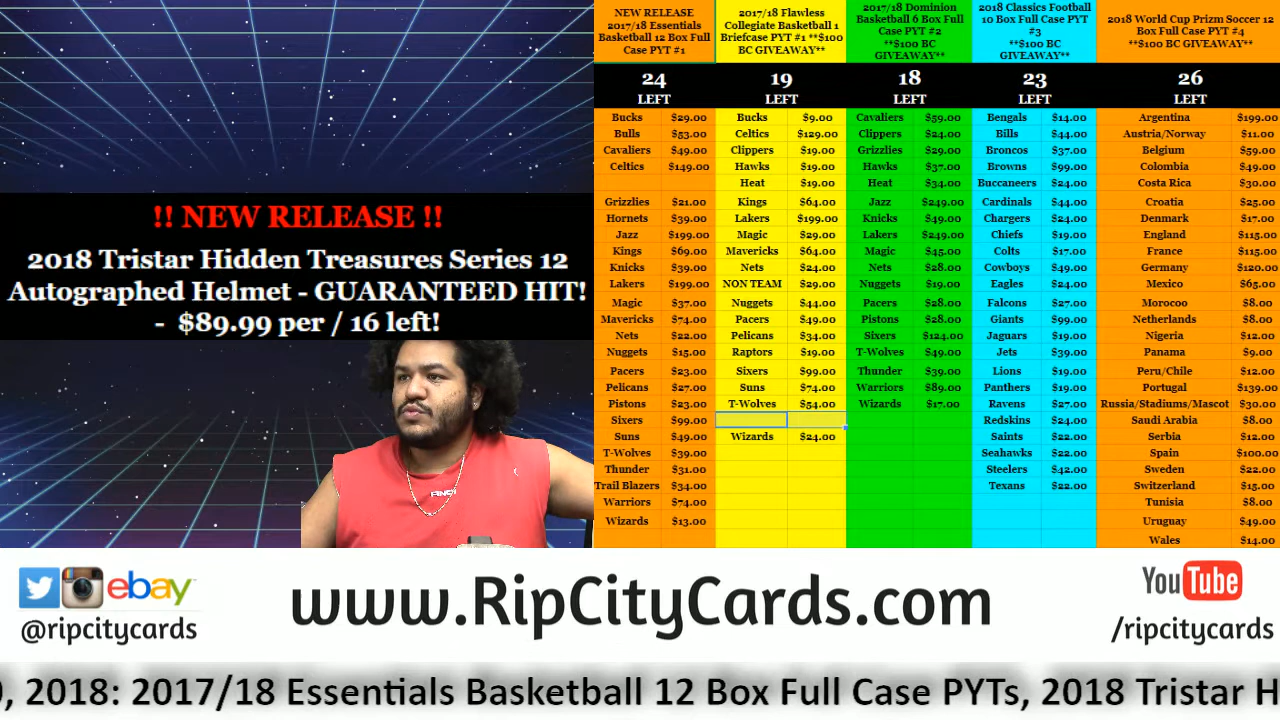 !! NEW RELEASE !!
2018 Tristar Hidden Treasures Series 12
Autographed Helmet - GUARANTEED HIT!
- $89.99 per / 16 left!
NEW RELEASE
2017/18 Essentials
Basketball 12 Box Full
Case PYT #1
24
LEFT
Bucks $29.00
Bulls $53.00
Cavaliers $49.00
Celtics $149.00
Grizzlies $21.00
Hornets $39.00
Jazz $199.00
Kings $69.00
Knicks $39.00
Lakers $199.00
Magic $37.00
Mavericks $74.00
Nets $22.00
Nuggets $15.00
Pacers $23.00
Pelicans $27.00
Pistons $23.00
Sixers $99.00
Suns $49.00
T-Wolves $39.00
Thunder $31.00
Trail Blazers $34.00
Warriors $74.00
Wizards $13.00
2017/18 Flawless
Collegiate Basketball 1
Briefcase PYT #1 **$100
BC GIVEAWAY**
19
LEFT
Bucks $9.00
Celtics $129.00
Clippers $19.00
Hawks $19.00
Heat $19.00
Kings $64.00
Lakers $199.00
Magic $29.00
Mavericks $64.00
Nets $24.00
NON TEAM $29.00
Nuggets $44.00
Pacers $49.00
Pelicans $34.00
Raptors $19.00
Sixers $99.00
Suns $74.00
T-Wolves $54.00
Wizards $24.00
2017/18 Dominion
Basketball 6 Box Full
Case PYT #2
**$100 BC
GIVEAWAY**
18
LEFT
Cavaliers $59.00
Clippers $24.00
Grizzlies $29.00
Hawks $37.00
Heat $34.00
Jazz $249.00
Knicks $49.00
Lakers $249.00
Magic $45.00
Nets $28.00
Nuggets $19.00
Pacers $28.00
Pistons $28.00
Sixers $124.00
T-Wolves $49.00
Thunder $39.00
Warriors $89.00
Wizards $17.00
2018 Classics Football
10 Box Full Case PYT
#3
**$100 BC
GIVEAWAY**
23
LEFT
Bengals $14.00
Bills $44.00
Broncos $37.00
Browns $99.00
Buccaneers $24.00
Cardinals $44.00
Chargers $24.00
Chiefs $19.00
Colts $17.00
Cowboys $49.00
Eagles $24.00
Falcons $27.00
Giants $99.00
Jaguars $19.00
Jets $39.00
Lions $19.00
Panthers $19.00
Ravens $27.00
Redskins $24.00
Saints $22.00
Seahawks $22.00
Steelers $42.00
Texans $22.00
2018 World Cup Prizm Soccer 12
Box Full Case PYT #4
**$100 BC GIVEAWAY**
26
LEFT
Argentina $199.00
Austria/Norway $11.00
Belgium $59.00
Colombia $49.00
Costa Rica $30.00
Croatia $25.00
Denmark $17.00
England $115.00
France $115.00
Germany $120.00
Mexico $65.00
Morocoo $8.00
Netherlands $8.00
Nigeria $12.00
Panama $9.00
Peru/Chile $12.00
Portugal $139.00
Russia/Stadiums/Mascot $30.00
Saudi Arabia $8.00
Serbia $12.00
Spain $100.00
Sweden $22.00
Switzerland $15.00
Tunisia $8.00
Uruguay $49.00
Wales $14.00
ebay
@ripcitycards
www.RipCityCards.com
YouTube
/ripcitycards
, 2018: 2017/18 Essentials Basketball 12 Box Full Case PYTs, 2018 Tristar H